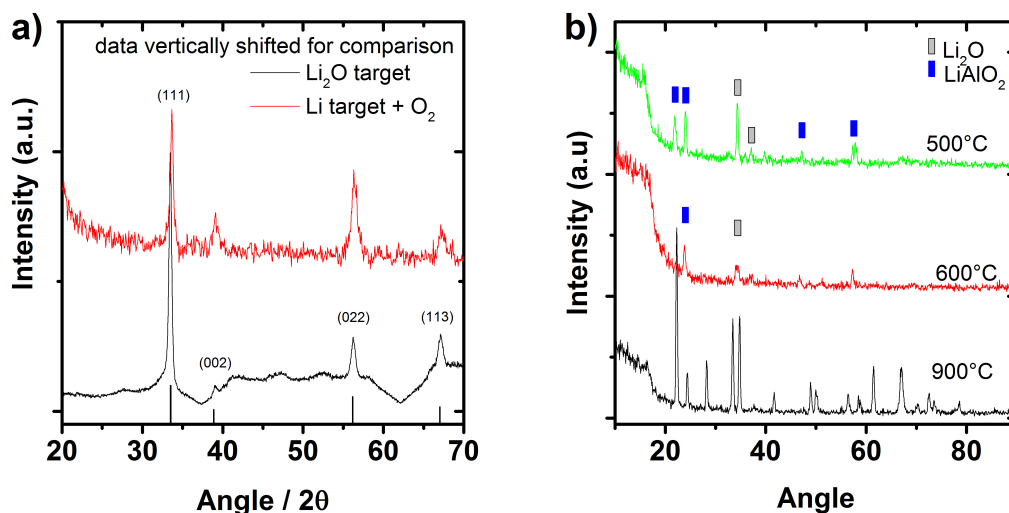 a)
data vertically shifted for comparison
Li₂O target
Li target + O₂
(111)
(002)
(022)
(113)
Intensity (a.u.)
20 30 40 50 60 70
Angle / 2θ
b)
Li₂O
LiAlO₂
500°C
600°C
900°C
Intensity (a.u)
20 40 60 80
Angle